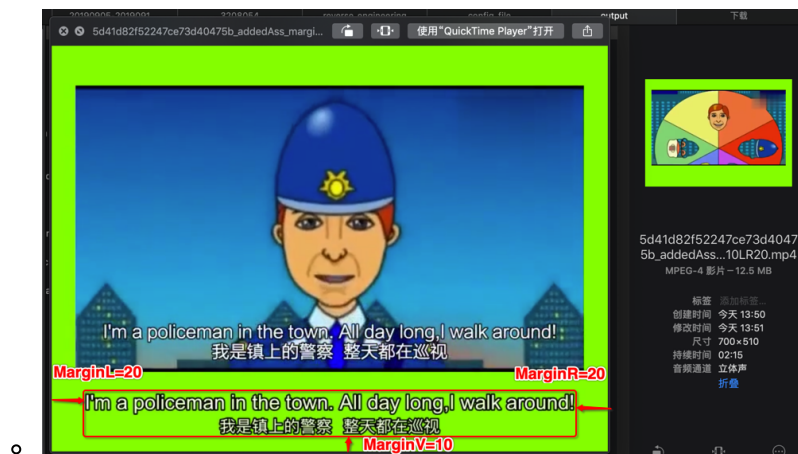 20190905_2019091
3208054
reverse_engineering
config_file
output
下载
5d41d82f52247ce73d40475b_addedAss_margi...
使用“QuickTime Player”打开
I'm a policeman in the town. All day long,I walk around!
我是镇上的警察 整天都在巡视
MarginL=20
MarginR=20
I'm a policeman in the town. All day long,I walk around!
我是镇上的警察 整天都在巡视
MarginV=10
5d41d82f52247ce73d4047
5b_addedAss...10LR20.mp4
MPEG-4 影片 – 12.5 MB
标签 添加标签...
创建时间 今天 13:50
修改时间 今天 13:51
尺寸 700×510
持续时间 02:15
音频通道 立体声
折叠